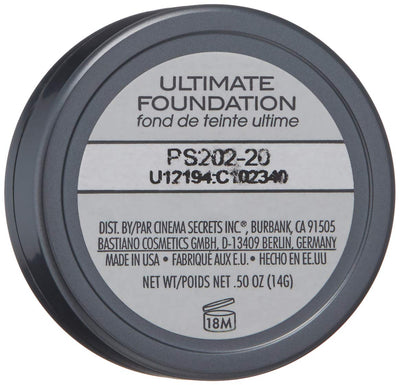 ULTIMATE
FOUNDATION
fond de teinte ultime
PS202-20
U12194:C102340
DIST. BY/PAR CINEMA SECRETS INC®, BURBANK, CA 91505
BASTIANO COSMETICS GMBH, D-13409 BERLIN, GERMANY
MADE IN USA • FABRIQUÉ AUX E.U. • HECHO EN EE.UU
NET WT/POIDS NET .50 OZ (14G)
18M